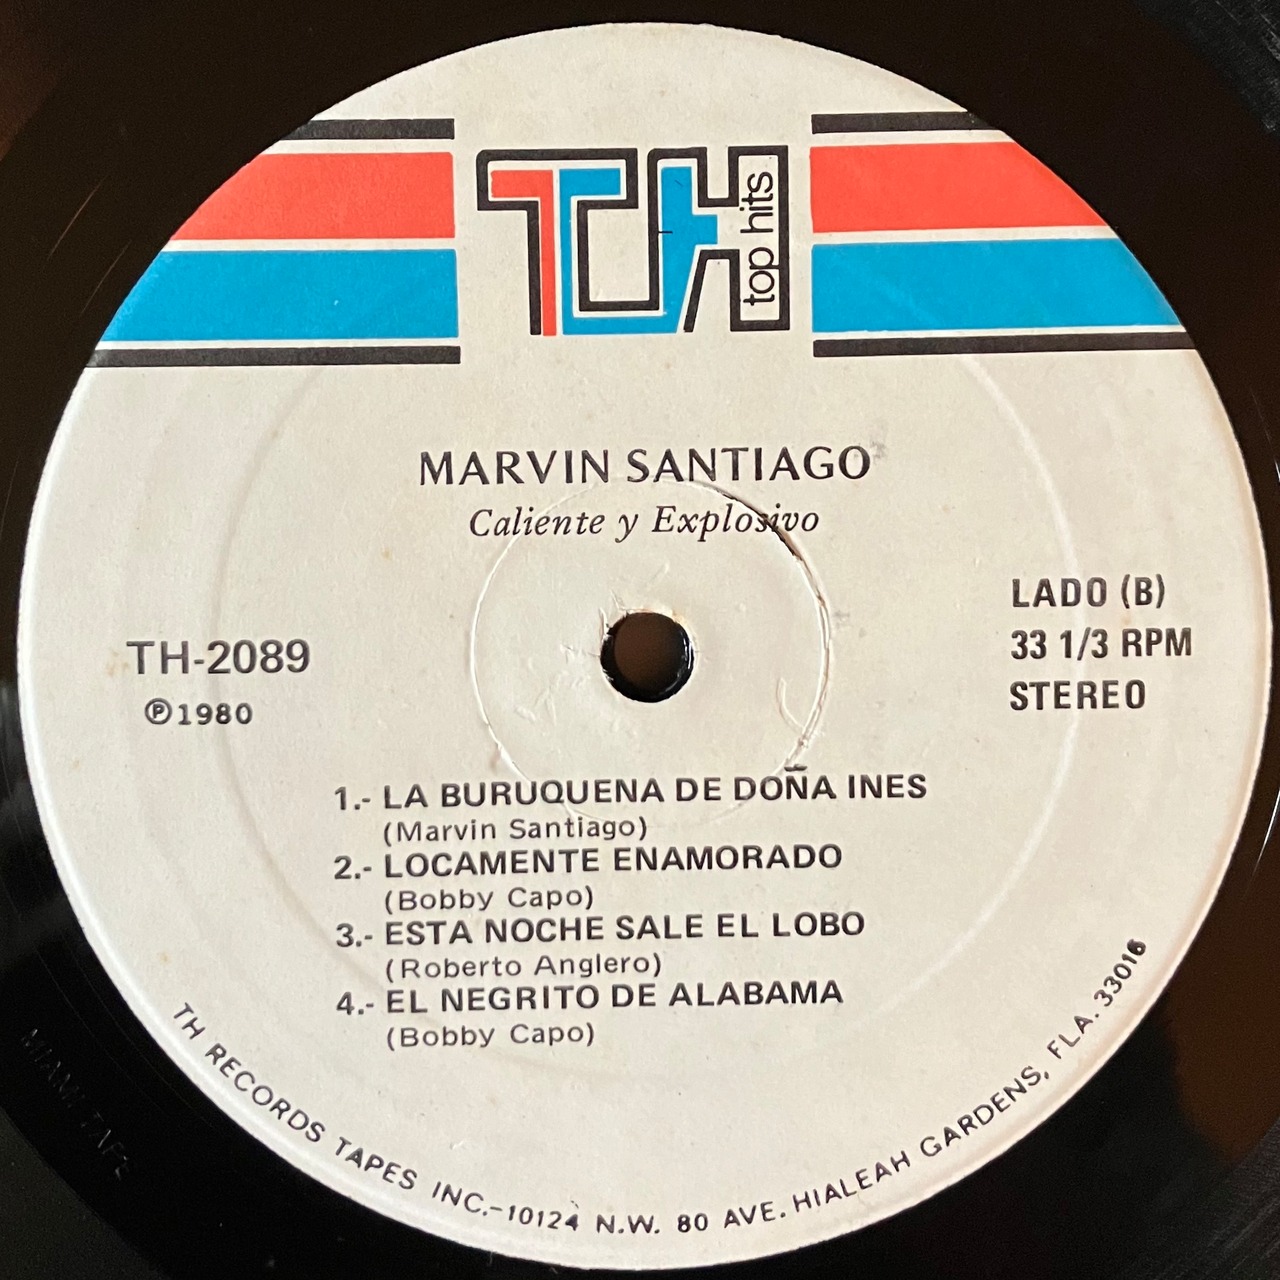 TH
top hits
MARVIN SANTIAGO
Caliente y Explosivo
LADO (B)
33 1/3 RPM
STEREO
TH-2089
℗1980
1.- LA BURUQUENA DE DOÑA INES
(Marvin Santiago)
2.- LOCAMENTE ENAMORADO
(Bobby Capo)
3.- ESTA NOCHE SALE EL LOBO
(Roberto Anglero)
4.- EL NEGRITO DE ALABAMA
(Bobby Capo)
TH RECORDS TAPES INC.-10124 N.W. 80 AVE. HIALEAH GARDENS, FLA. 33016
MIAMI TAPE